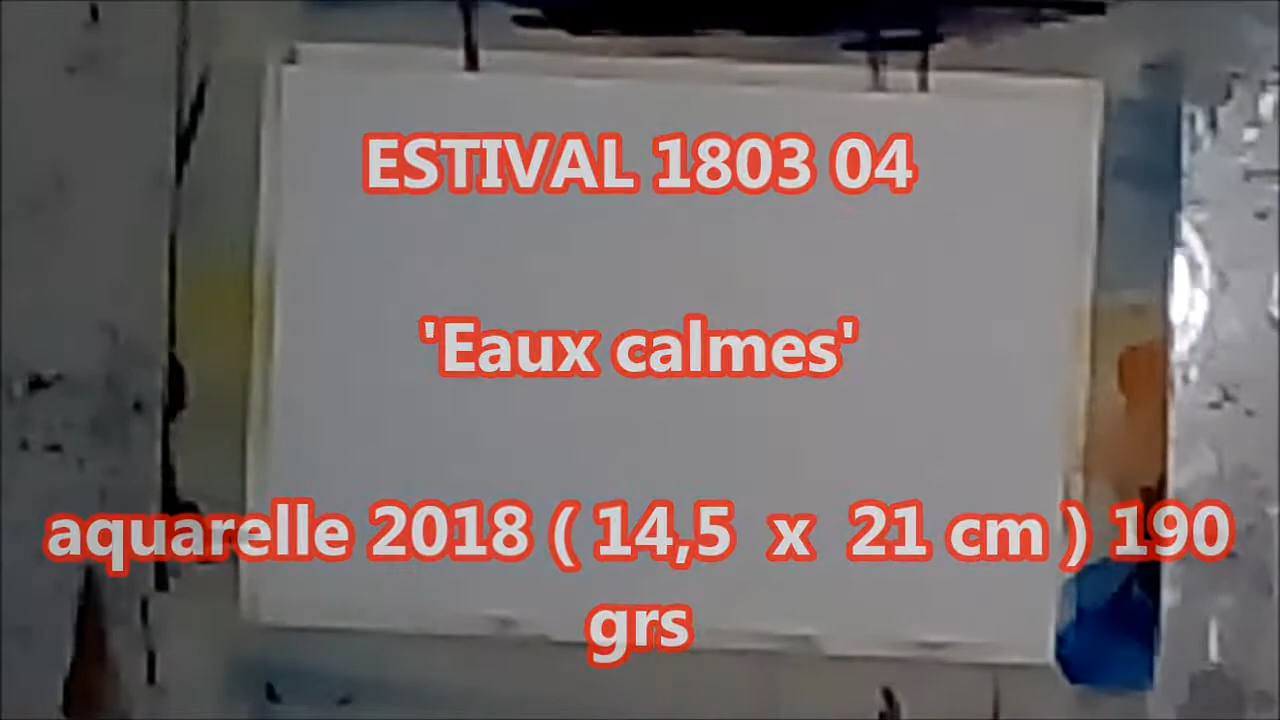 ESTIVAL 1803 04
'Eaux calmes'
aquarelle 2018 ( 14,5 x 21 cm ) 190
grs